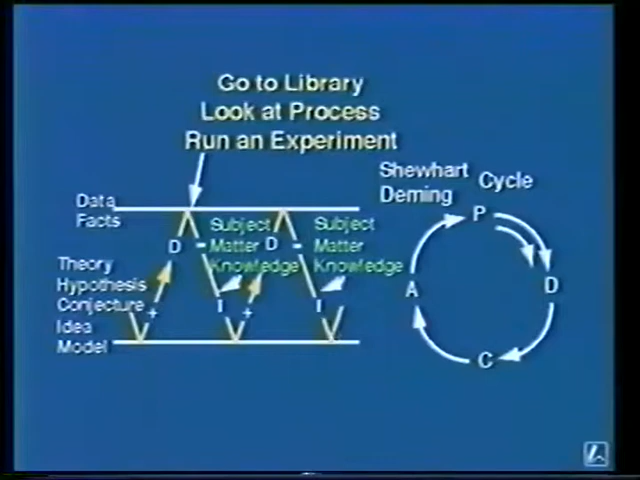 Go to Library
Look at Process
Run an Experiment
Shewhart
Deming
Cycle
Data
Facts
P
Subject
Matter
Knowledge
Subject
Matter
Knowledge
D
-
D
-
Theory
Hypothesis
Conjecture
Idea
Model
+
I
+
I
A
D
C